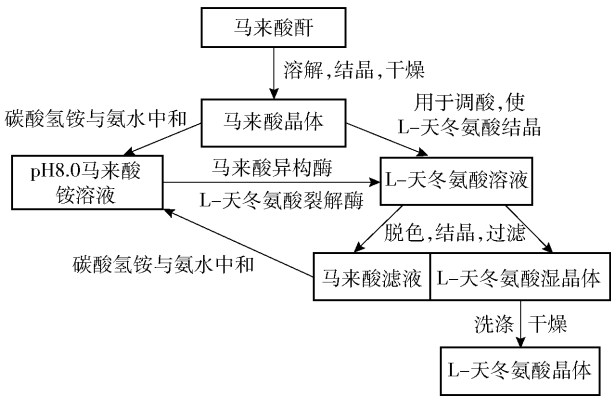 马来酸酐
溶解,结晶,干燥
碳酸氢铵与氨水中和
马来酸晶体
用于调酸,使
L-天冬氨酸结晶
pH8.0马来酸
铵溶液
马来酸异构酶
L-天冬氨酸裂解酶
L-天冬氨酸溶液
脱色,结晶,过滤
碳酸氢铵与氨水中和
马来酸滤液
L-天冬氨酸湿晶体
洗涤 干燥
L-天冬氨酸晶体